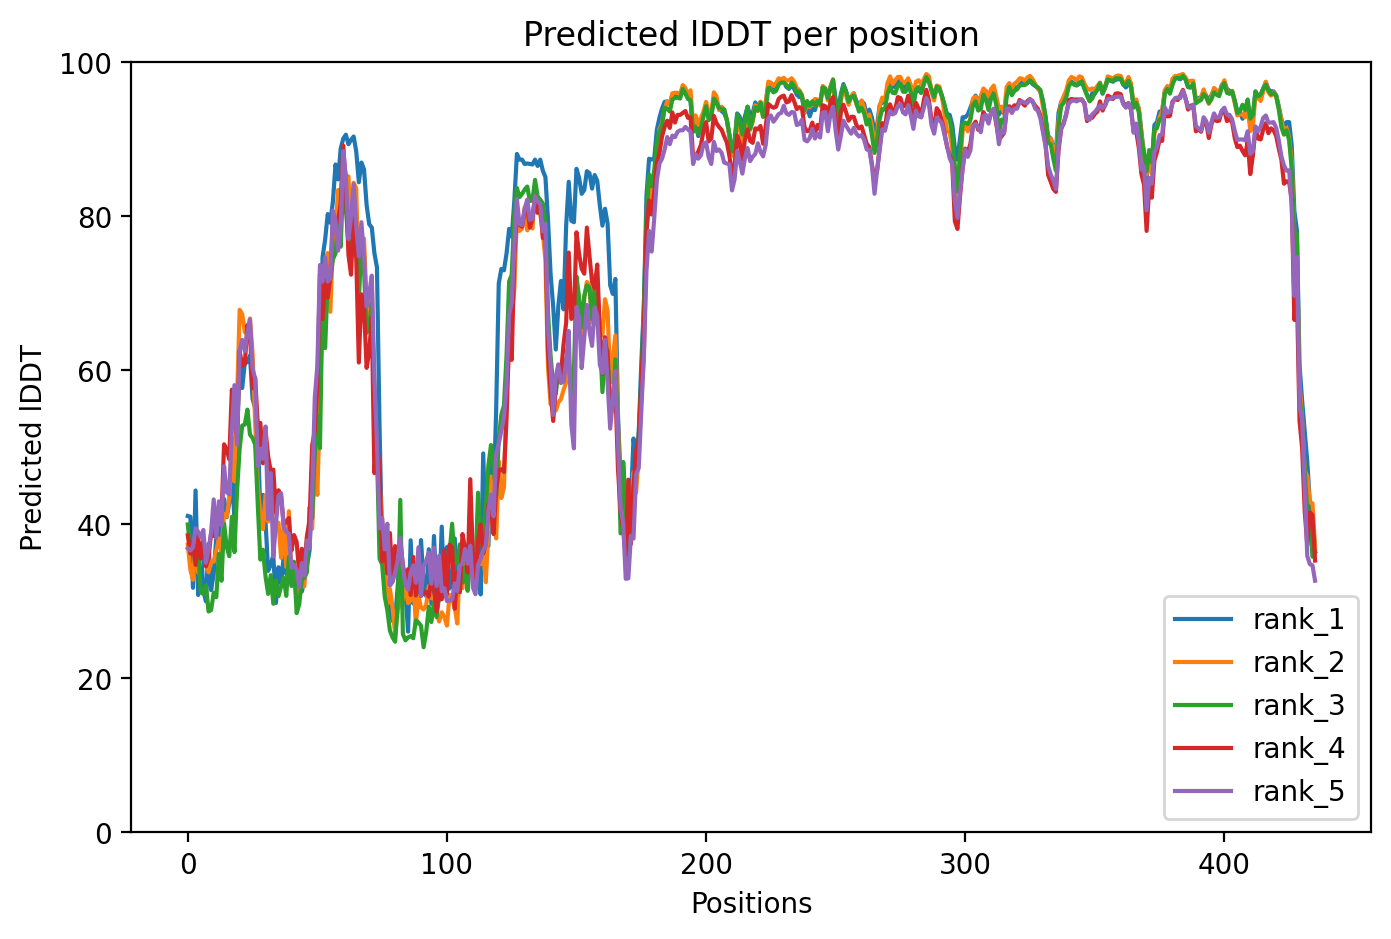 Predicted lDDT per position
Predicted lDDT
100
80
60
40
20
0
0 100 200 300 400
Positions
rank_1
rank_2
rank_3
rank_4
rank_5